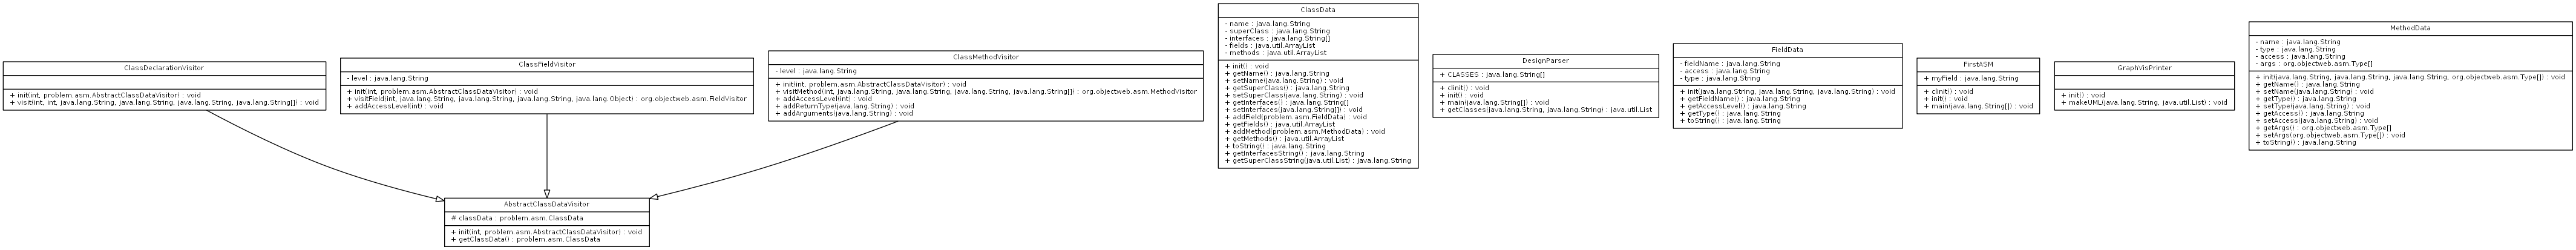 ClassDeclarationVisitor
+ init(int, problem.asm.AbstractClassDataVisitor) : void
+ visit(int, int, java.lang.String, java.lang.String, java.lang.String, java.lang.String[]) : void
ClassFieldVisitor
- level : java.lang.String
+ init(int, problem.asm.AbstractClassDataVisitor) : void
+ visitField(int, java.lang.String, java.lang.String, java.lang.String, java.lang.Object) : org.objectweb.asm.FieldVisitor
+ addAccessLevel(int) : void
ClassMethodVisitor
- level : java.lang.String
+ init(int, problem.asm.AbstractClassDataVisitor) : void
+ visitMethod(int, java.lang.String, java.lang.String, java.lang.String, java.lang.String[]) : org.objectweb.asm.MethodVisitor
+ addAccessLevel(int) : void
+ addReturnType(java.lang.String) : void
+ addArguments(java.lang.String) : void
AbstractClassDataVisitor
# classData : problem.asm.ClassData
+ init(int, problem.asm.AbstractClassDataVisitor) : void
+ getClassData() : problem.asm.ClassData
ClassData
- name : java.lang.String
- superClass : java.lang.String
- interfaces : java.lang.String[]
- fields : java.util.ArrayList
- methods : java.util.ArrayList
+ init() : void
+ getName() : java.lang.String
+ setName(java.lang.String) : void
+ getSuperClass() : java.lang.String
+ setSuperClass(java.lang.String) : void
+ getInterfaces() : java.lang.String[]
+ setInterfaces(java.lang.String[]) : void
+ addField(problem.asm.FieldData) : void
+ getFields() : java.util.ArrayList
+ addMethod(problem.asm.MethodData) : void
+ getMethods() : java.util.ArrayList
+ toString() : java.lang.String
+ getInterfacesString() : java.lang.String
+ getSuperClassString(java.util.List) : java.lang.String
DesignParser
+ CLASSES : java.lang.String[]
+ clinit() : void
+ init() : void
+ main(java.lang.String[]) : void
+ getClasses(java.lang.String, java.lang.String) : java.util.List
FieldData
- fieldName : java.lang.String
- access : java.lang.String
- type : java.lang.String
+ init(java.lang.String, java.lang.String, java.lang.String) : void
+ getFieldName() : java.lang.String
+ getAccessLevel() : java.lang.String
+ getType() : java.lang.String
+ toString() : java.lang.String
FirstASM
+ myField : java.lang.String
+ clinit() : void
+ init() : void
+ main(java.lang.String[]) : void
GraphVisPrinter
+ init() : void
+ makeUML(java.lang.String, java.util.List) : void
MethodData
- name : java.lang.String
- type : java.lang.String
- access : java.lang.String
- args : org.objectweb.asm.Type[]
+ init(java.lang.String, java.lang.String, java.lang.String, org.objectweb.asm.Type[]) : void
+ getName() : java.lang.String
+ setName(java.lang.String) : void
+ getType() : java.lang.String
+ setType(java.lang.String) : void
+ getAccess() : java.lang.String
+ setAccess(java.lang.String) : void
+ getArgs() : org.objectweb.asm.Type[]
+ setArgs(org.objectweb.asm.Type[]) : void
+ toString() : java.lang.String